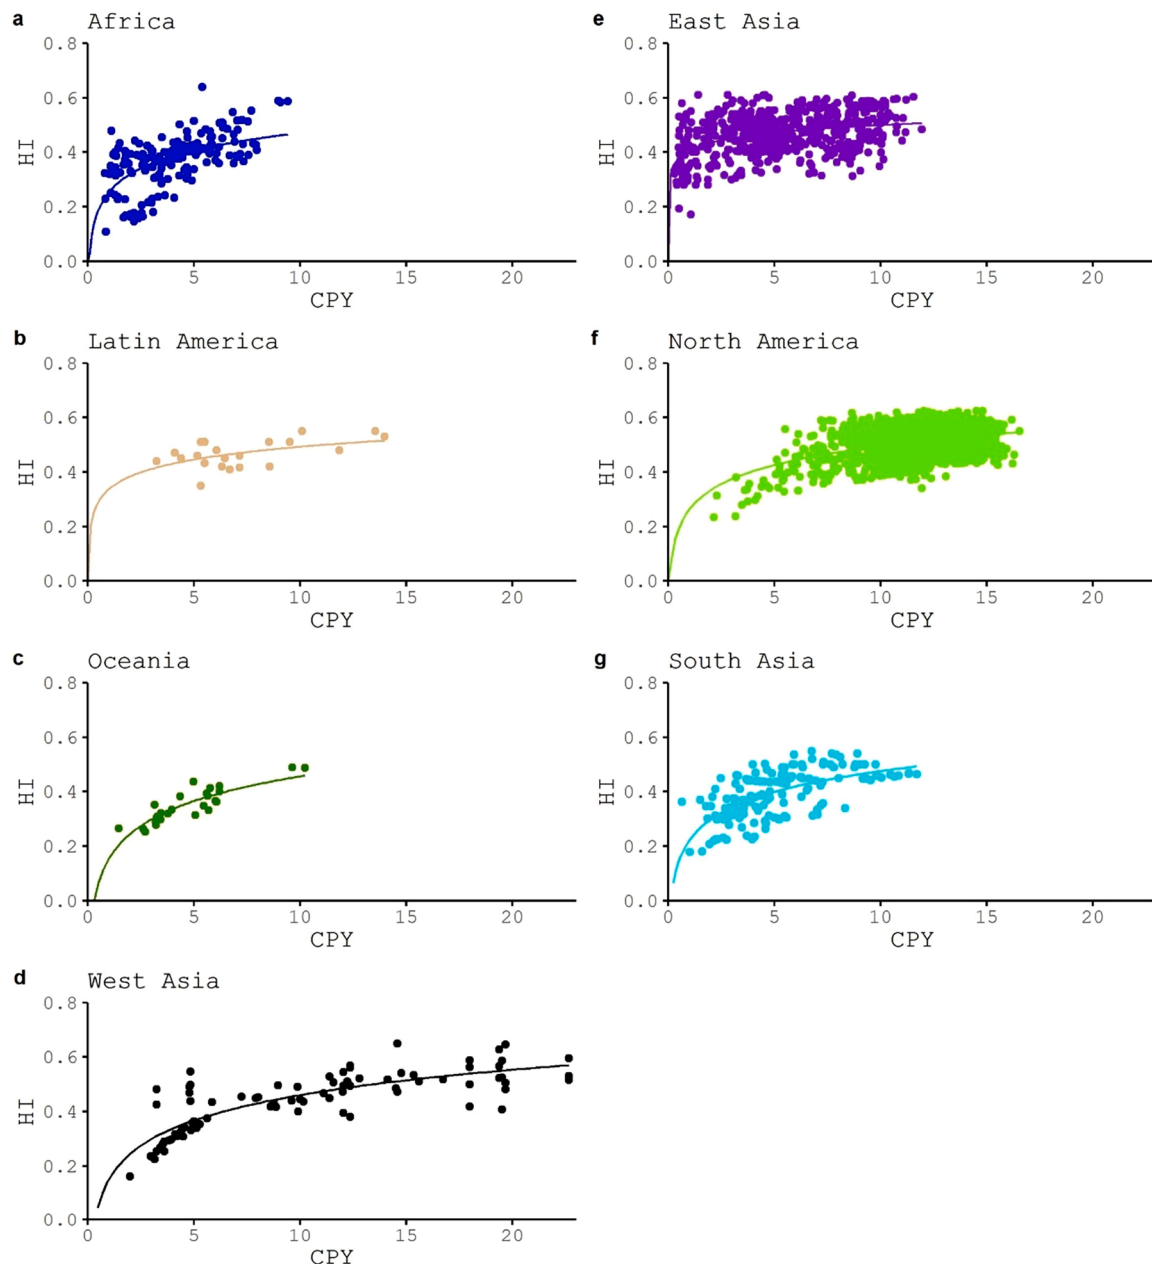 a Africa
0.8
0.6
0.4
0.2
0.0
HI
0 5 10 15 20
CPY
b Latin America
0.8
0.6
0.4
0.2
0.0
HI
0 5 10 15 20
CPY
c Oceania
0.8
0.6
0.4
0.2
0.0
HI
0 5 10 15 20
CPY
d West Asia
0.8
0.6
0.4
0.2
0.0
HI
0 5 10 15 20
CPY
e East Asia
0.8
0.6
0.4
0.2
0.0
HI
0 5 10 15 20
CPY
f North America
0.8
0.6
0.4
0.2
0.0
HI
0 5 10 15 20
CPY
g South Asia
0.8
0.6
0.4
0.2
0.0
HI
0 5 10 15 20
CPY